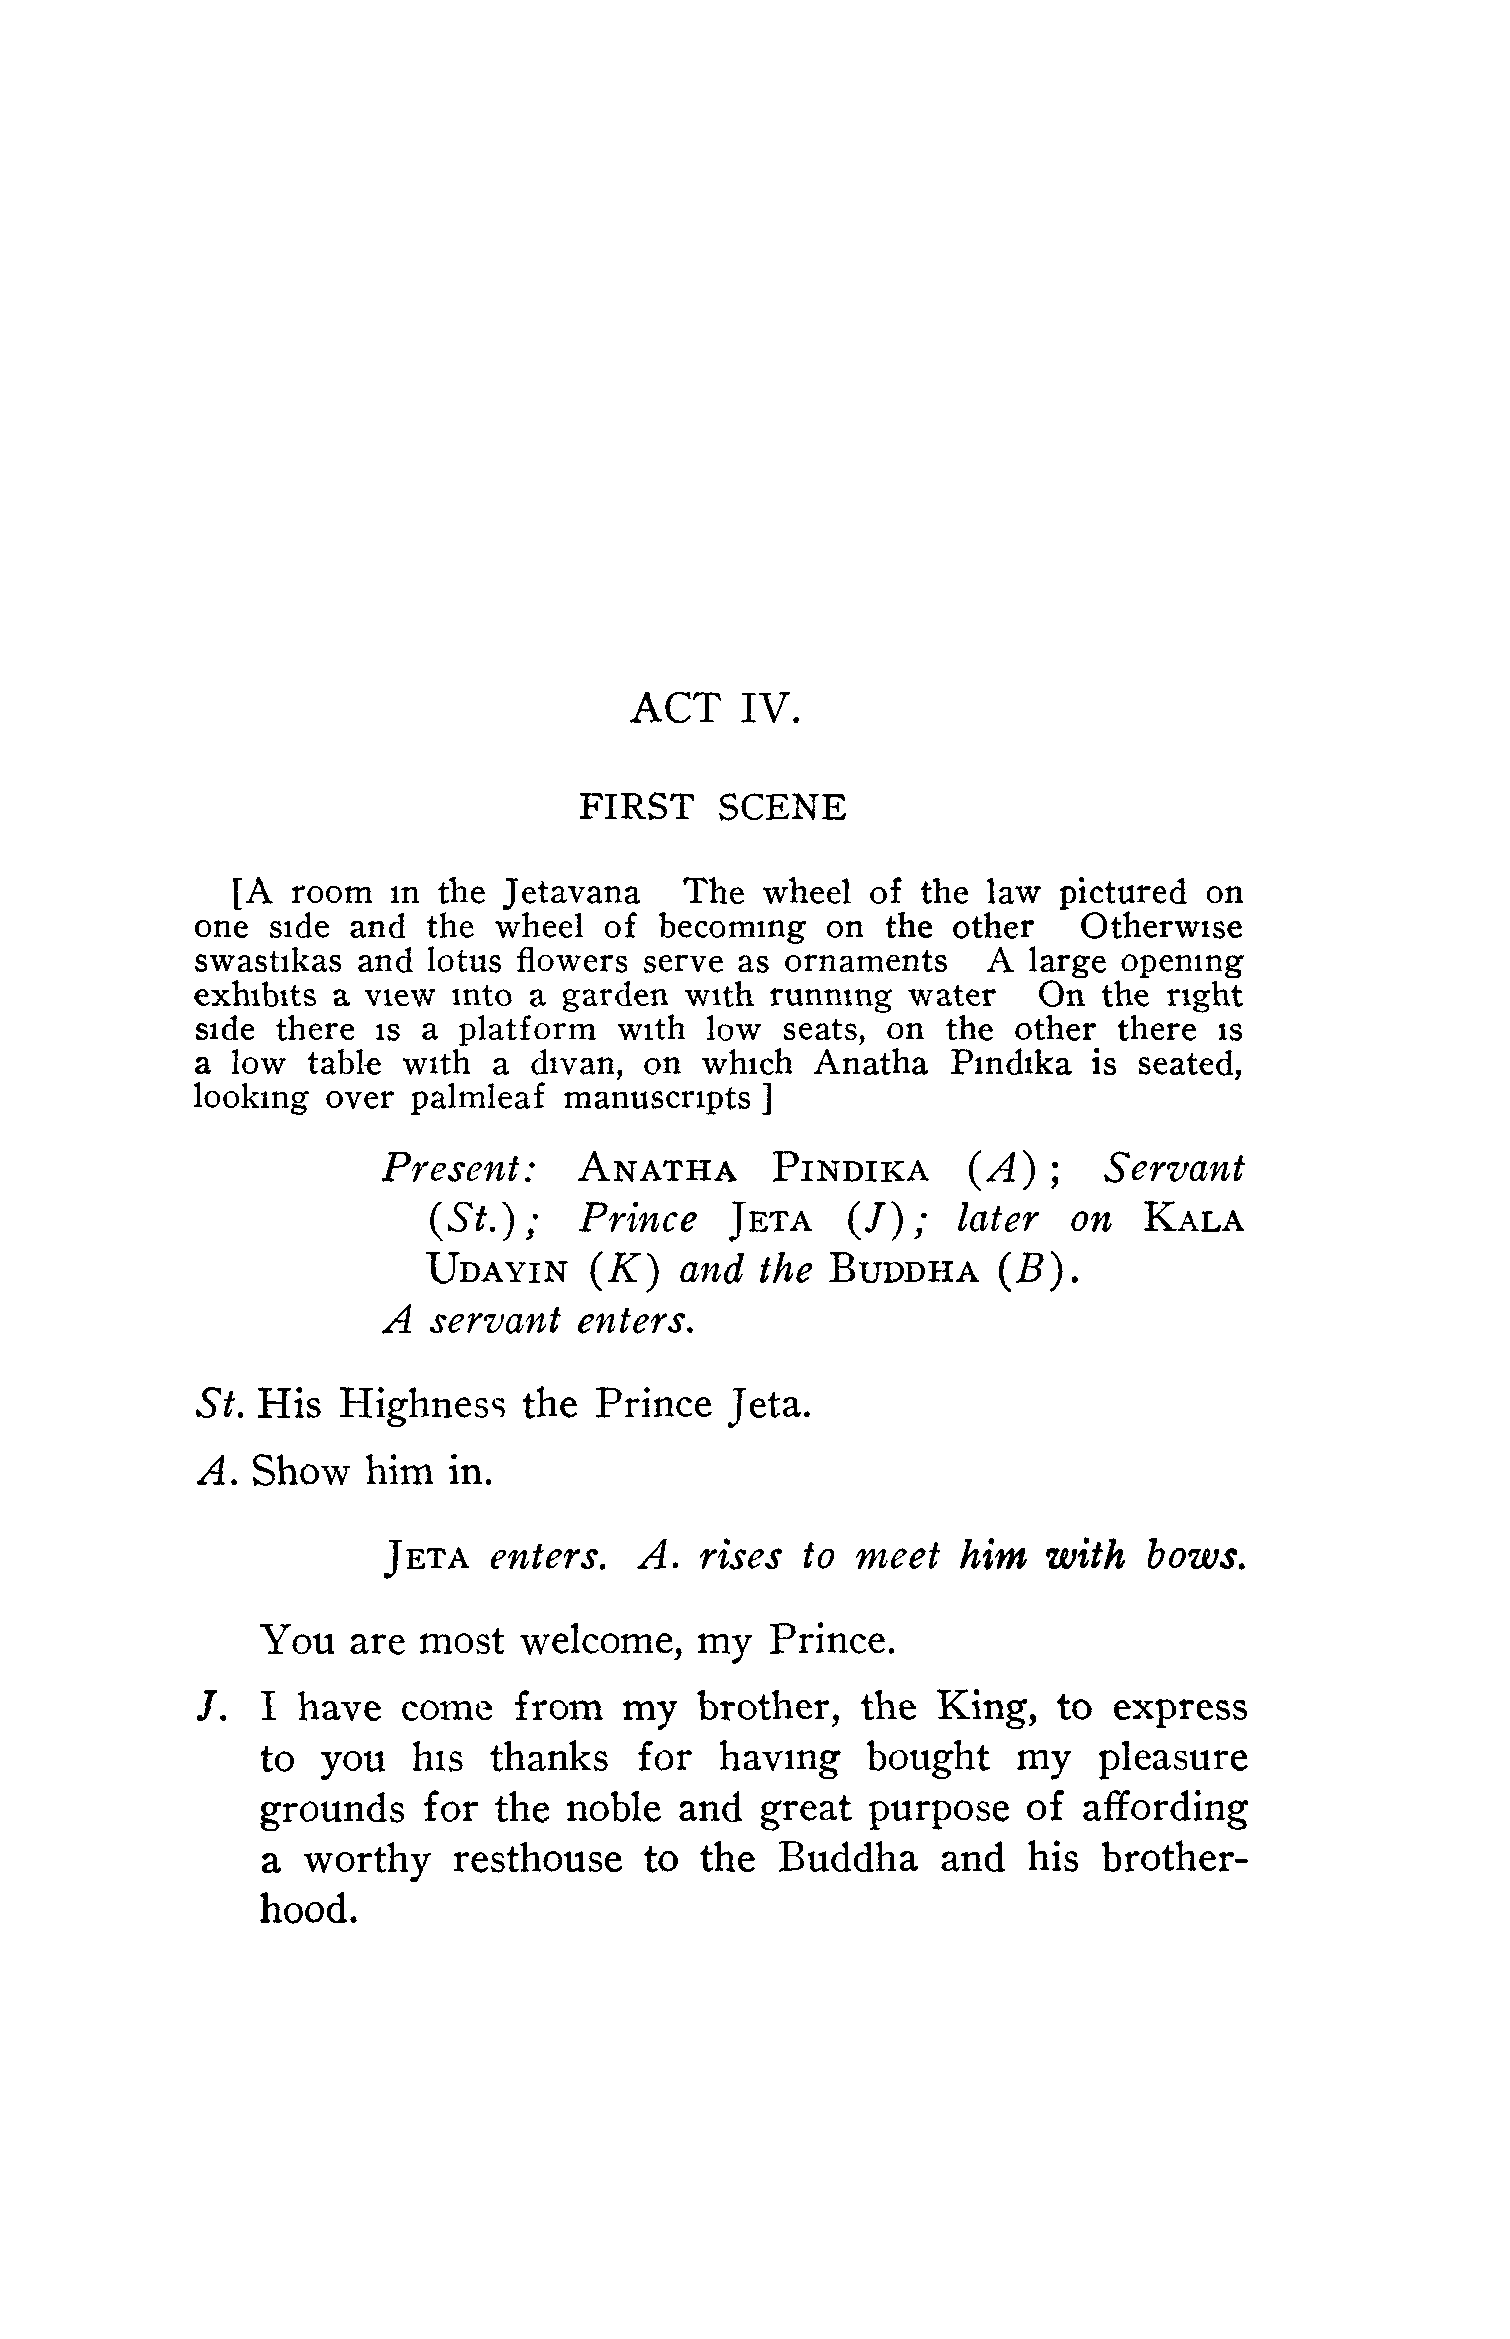 ACT IV.
FIRST SCENE
[A room in the Jetavana The wheel of the law pictured on
one side and the wheel of becoming on the other Otherwise
swastikas and lotus flowers serve as ornaments A large opening
exhibits a view into a garden with running water On the right
side there is a platform with low seats, on the other there is
a low table with a divan, on which Anatha Pindika is seated,
looking over palmleaf manuscripts ]
Present: ANATHA PINDIKA (A); Servant
(St.); Prince JETA (J); later on KALA
UDAYIN (K) and the BUDDHA (B).
A servant enters.
St. His Highness the Prince Jeta.
A. Show him in.
JETA enters. A. rises to meet him with bows.
You are most welcome, my Prince.
J. I have come from my brother, the King, to express
to you his thanks for having bought my pleasure
grounds for the noble and great purpose of affording
a worthy resthouse to the Buddha and his brother-
hood.